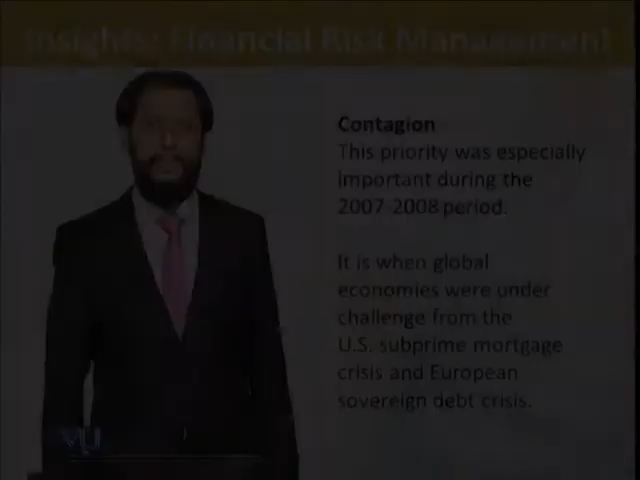 Insights: Financial Risk Management
Contagion
This priority was especially
important during the
2007-2008 period.
It is when global
economies were under
challenge from the
U.S. subprime mortgage
crisis and European
sovereign debt crisis.
VU